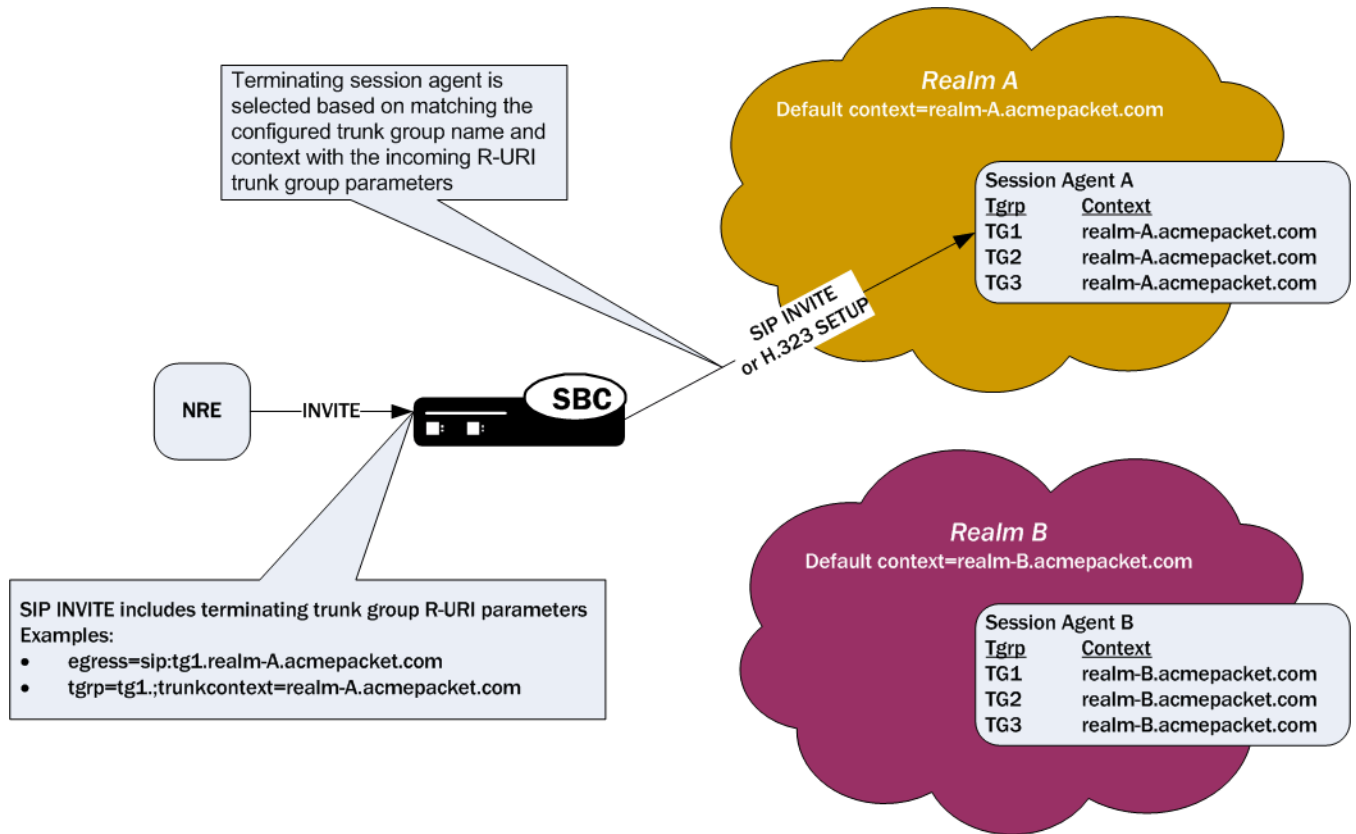 Terminating session agent is
selected based on matching the
configured trunk group name and
context with the incoming R-URI
trunk group parameters
Realm A
Default context=realm-A.acmepacket.com
Session Agent A
Tgrp Context
TG1 realm-A.acmepacket.com
TG2 realm-A.acmepacket.com
TG3 realm-A.acmepacket.com
SIP INVITE
or H.323 SETUP
NRE
INVITE
SBC
Realm B
Default context=realm-B.acmepacket.com
Session Agent B
Tgrp Context
TG1 realm-B.acmepacket.com
TG2 realm-B.acmepacket.com
TG3 realm-B.acmepacket.com
SIP INVITE includes terminating trunk group R-URI parameters
Examples:
• egress=sip:tg1.realm-A.acmepacket.com
• tgrp=tg1.;trunkcontext=realm-A.acmepacket.com